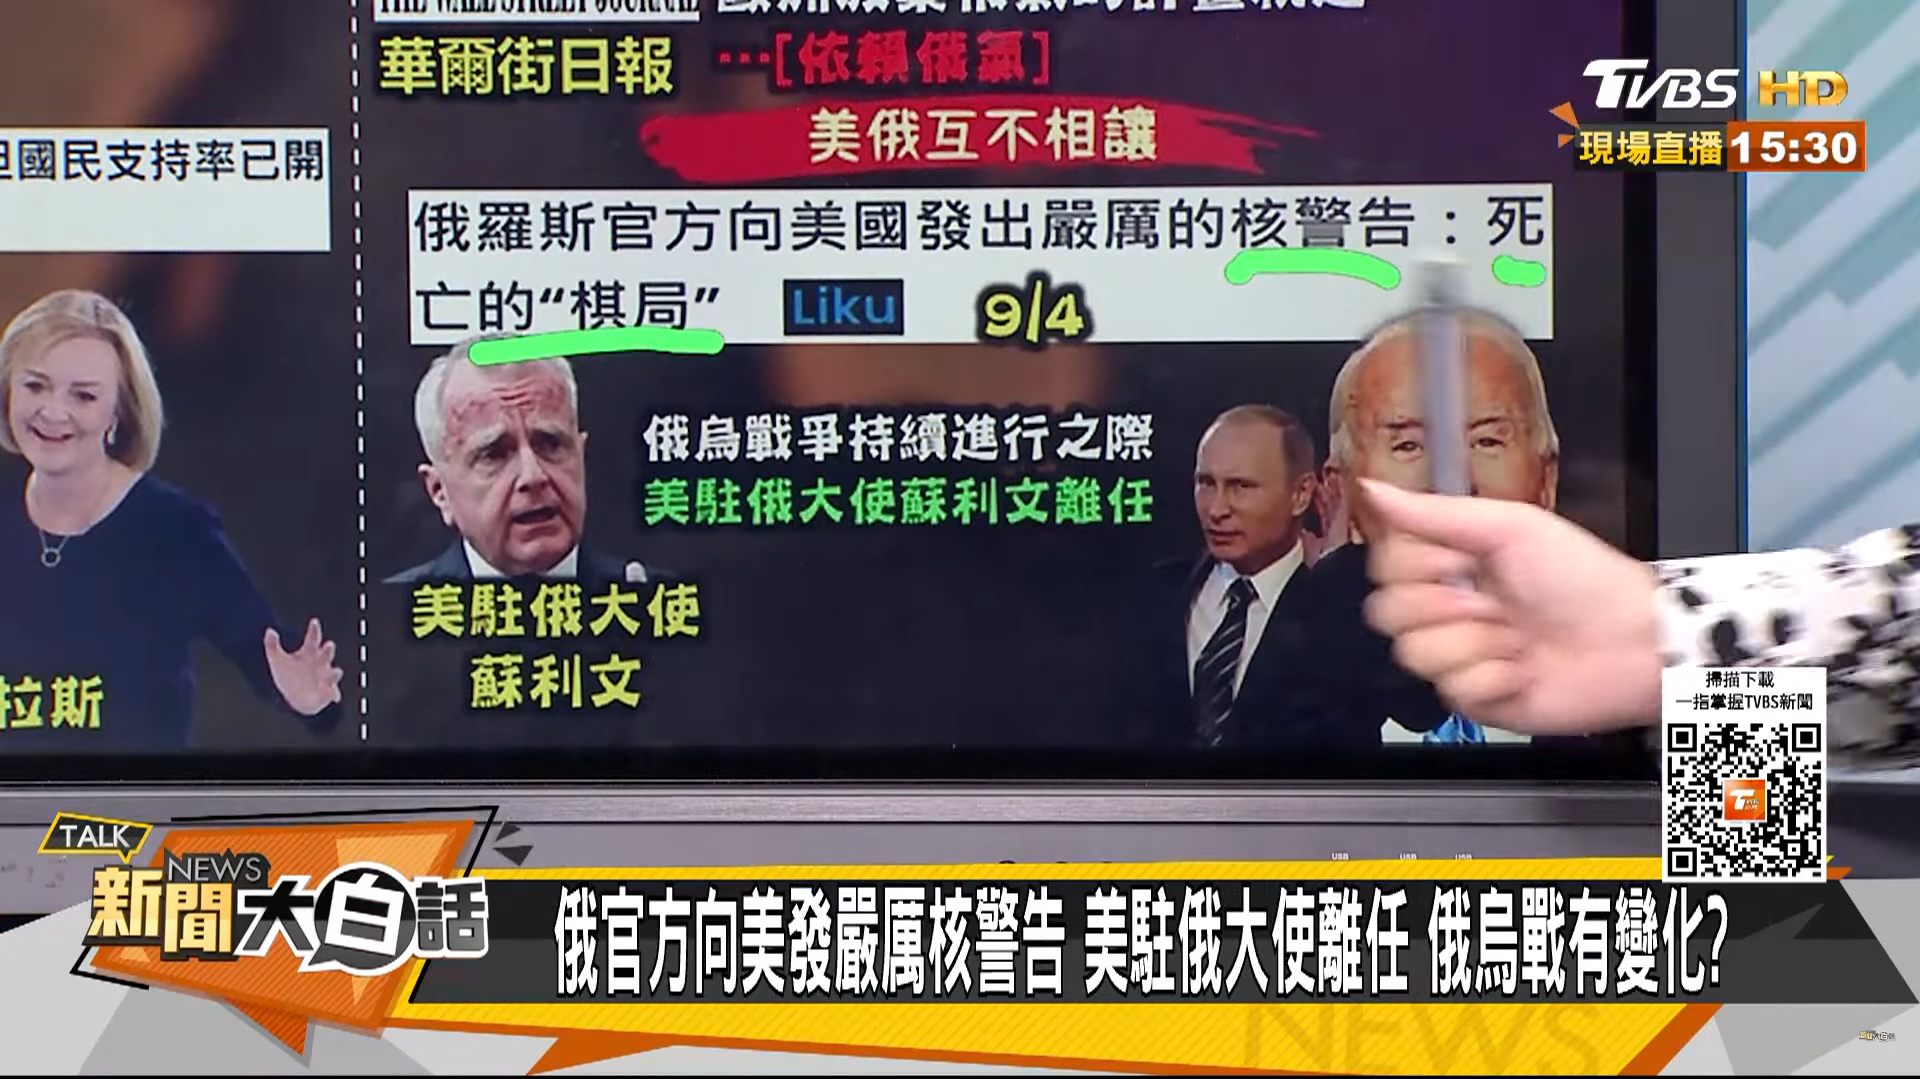 華爾街日報
…[依賴俄氣]
美俄互不相讓
TVBS HD
現場直播 15:30
國民支持率已開
俄羅斯官方向美國發出嚴厲的核警告：死
亡的“棋局”
Liku
9/4
俄烏戰爭持續進行之際
美駐俄大使蘇利文離任
美駐俄大使
蘇利文
拉斯
掃描下載
一指掌握TVBS新聞
TALK
NEWS
新聞大白話
俄官方向美發嚴厲核警告 美駐俄大使離任 俄烏戰有變化?
NEWS